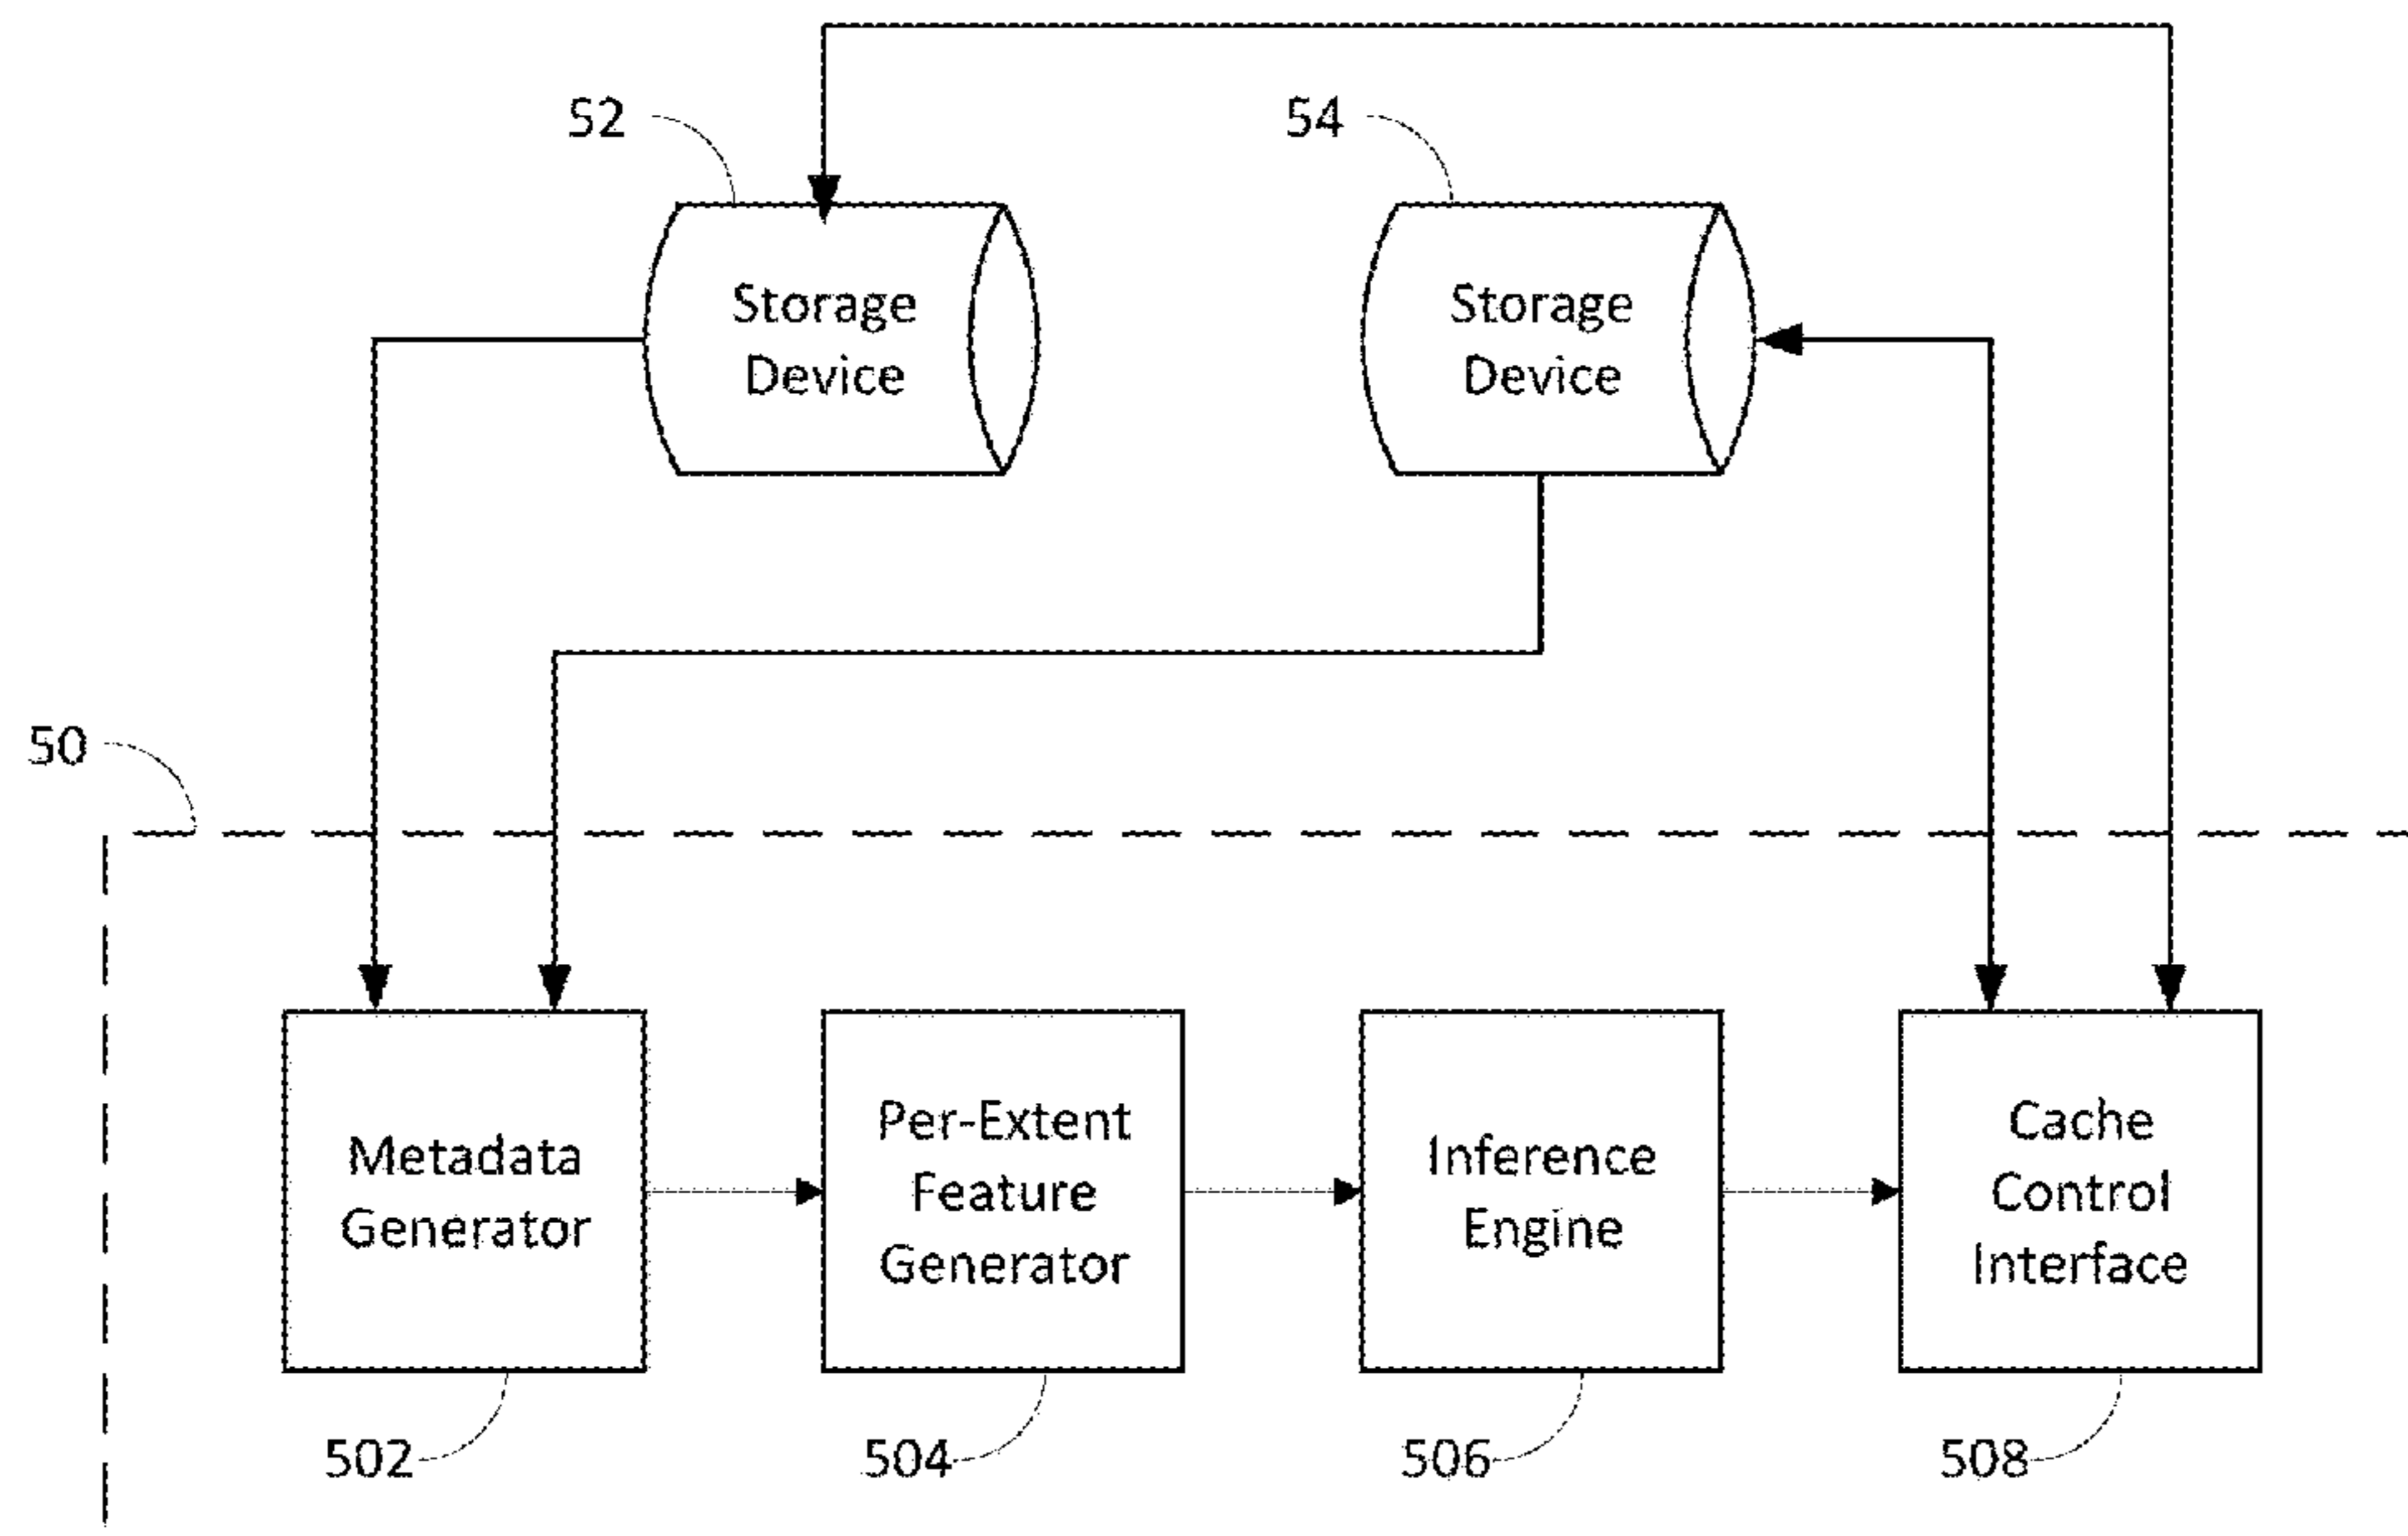 52
54
Storage
Device
Storage
Device
50
Metadata
Generator
Per-Extent
Feature
Generator
Inference
Engine
Cache
Control
Interface
502
504
506
508